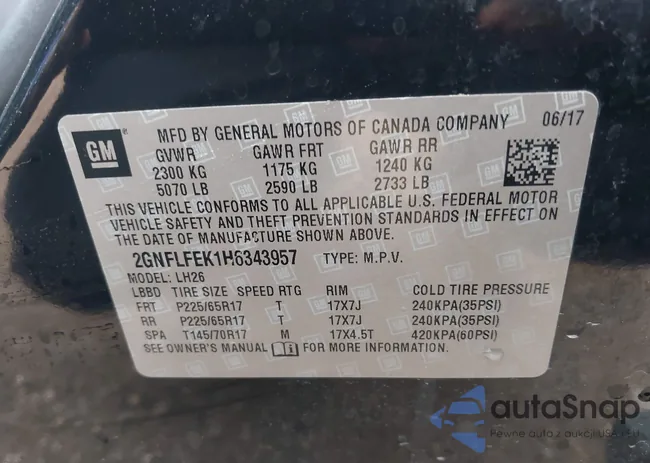 GM
MFD BY GENERAL MOTORS OF CANADA COMPANY 06/17
GVWR GAWR FRT GAWR RR
2300 KG 1175 KG 1240 KG
5070 LB 2590 LB 2733 LB
THIS VEHICLE CONFORMS TO ALL APPLICABLE U.S. FEDERAL MOTOR
VEHICLE SAFETY AND THEFT PREVENTION STANDARDS IN EFFECT ON
THE DATE OF MANUFACTURE SHOWN ABOVE.
2GNFLFEK1H6343957 TYPE: M.P.V.
MODEL: LH26
LBBD TIRE SIZE SPEED RTG RIM COLD TIRE PRESSURE
FRT P225/65R17 T 17X7J 240KPA(35PSI)
RR P225/65R17 T 17X7J 240KPA(35PSI)
SPA T145/70R17 M 17X4.5T 420KPA(60PSI)
SEE OWNER'S MANUAL FOR MORE INFORMATION.
autoSnap
Pewne auto z aukcji USA